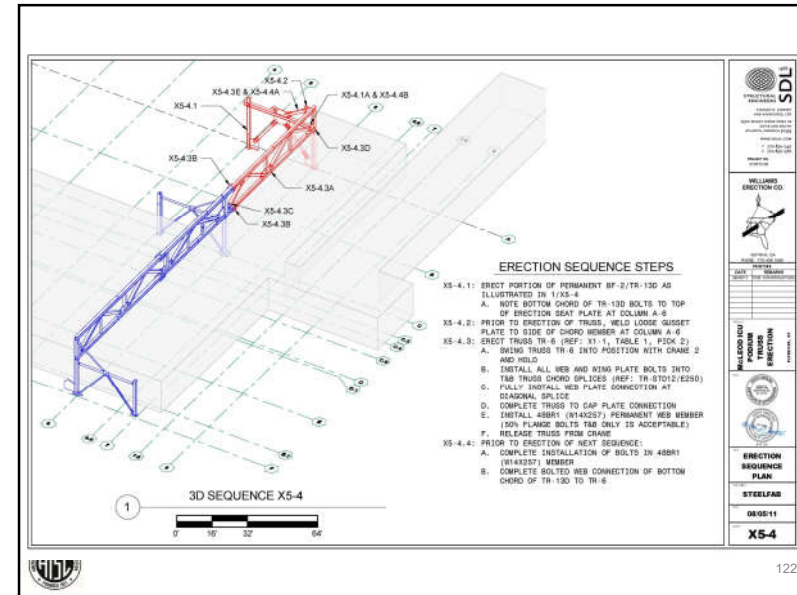 X5-4.2
X5-4.3E & X5-4.4A
X5-4.1
X5-4.1A & X5-4.4B
X5-4.3D
X5-4.3B
X5-4.3A
X5-4.3C
X5-4.3B
ERECTION SEQUENCE STEPS
X5-4.1: ERECT PORTION OF PERMANENT BF-2/TR-13D AS
ILLUSTRATED IN 1/X5-4
A. NOTE BOTTOM CHORD OF TR-13D BOLTS TO TOP
OF ERECTION SEAT PLATE AT COLUMN A-6
X5-4.2: PRIOR TO ERECTION OF TRUSS, WELD LOOSE GUSSET
PLATE TO SIDE OF CHORD MEMBER AT COLUMN A-6
X5-4.3: ERECT TRUSS TR-6 (REF: X1-1, TABLE 1, PICK 2)
A. SWING TRUSS TR-6 INTO POSITION WITH CRANE 2
AND HOLD
B. INSTALL ALL WEB AND WING PLATE BOLTS INTO
T&B TRUSS CHORD SPLICES (REF: TR-STD12/E250)
C. FULLY INSTALL WEB PLATE CONNECTION AT
DIAGONAL SPLICE
D. COMPLETE TRUSS TO CAP PLATE CONNECTION
E. INSTALL 48BR1 (W14X257) PERMANENT WEB MEMBER
(50% FLANGE BOLTS T&B ONLY IS ACCEPTABLE)
F. RELEASE TRUSS FROM CRANE
X5-4.4: PRIOR TO ERECTION OF NEXT SEQUENCE:
A. COMPLETE INSTALLATION OF BOLTS IN 48BR1
(W14X257) MEMBER
B. COMPLETE BOLTED WEB CONNECTION OF BOTTOM
CHORD OF TR-13D TO TR-6
1
3D SEQUENCE X5-4
0' 16' 32' 64'
STRUCTURAL
ENGINEERS
SDL
WILLIAMS
ERECTION CO.
McLEOD ICU
PODIUM
TRUSS
ERECTION
ERECTION
SEQUENCE
PLAN
STEELFAB
08/05/11
X5-4
AISC
122